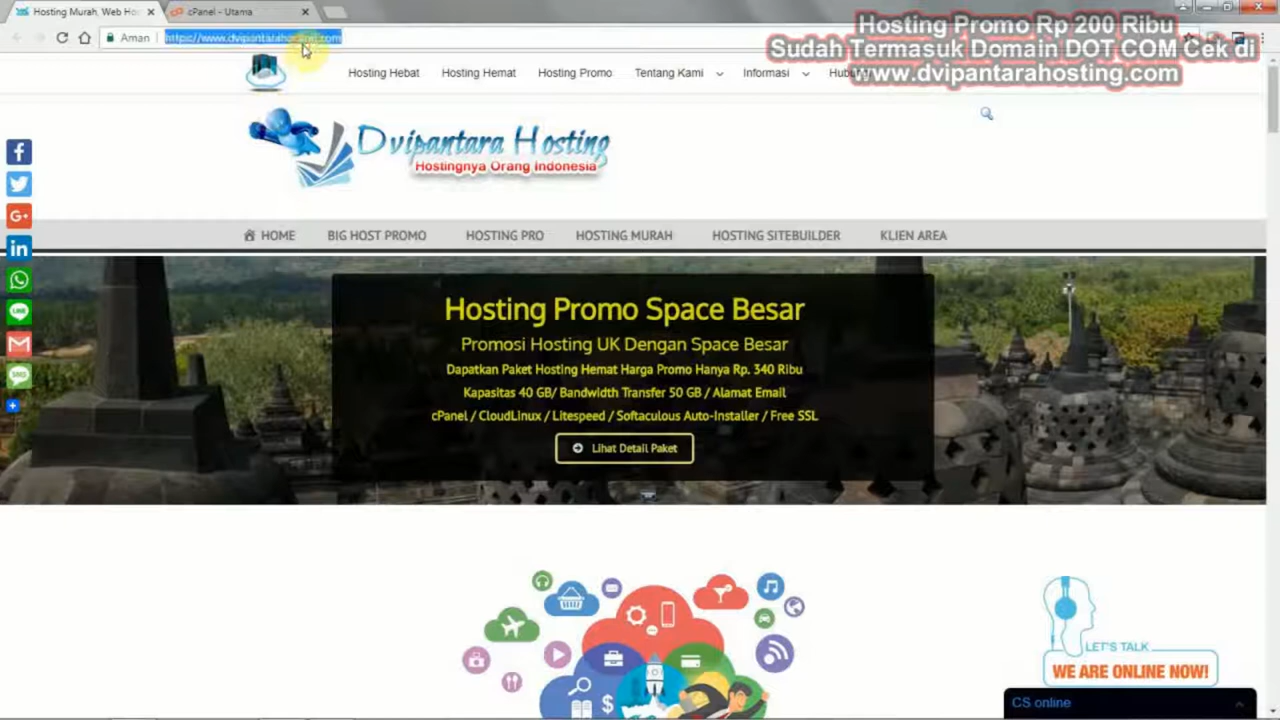 Hosting Murah, Web Hos
cPanel - Utama
Hosting Promo Rp 200 Ribu
Sudah Termasuk Domain DOT COM Cek di
www.dvipantarahosting.com
Aman
https://www.dvipantarahosting.com
Hosting Hebat
Hosting Hemat
Hosting Promo
Tentang Kami
Informasi
Dvipantara Hosting
Hostingnya Orang Indonesia
HOME
BIG HOST PROMO
HOSTING PRO
HOSTING MURAH
HOSTING SITEBUILDER
KLIEN AREA
Hosting Promo Space Besar
Promosi Hosting UK Dengan Space Besar
Dapatkan Paket Hosting Hemat Harga Promo Hanya Rp. 340 Ribu
Kapasitas 40 GB/ Bandwidth Transfer 50 GB / Alamat Email
cPanel / CloudLinux / Litespeed / Softaculous Auto-Installer / Free SSL
Lihat Detail Paket
LET'S TALK
WE ARE ONLINE NOW!
CS online